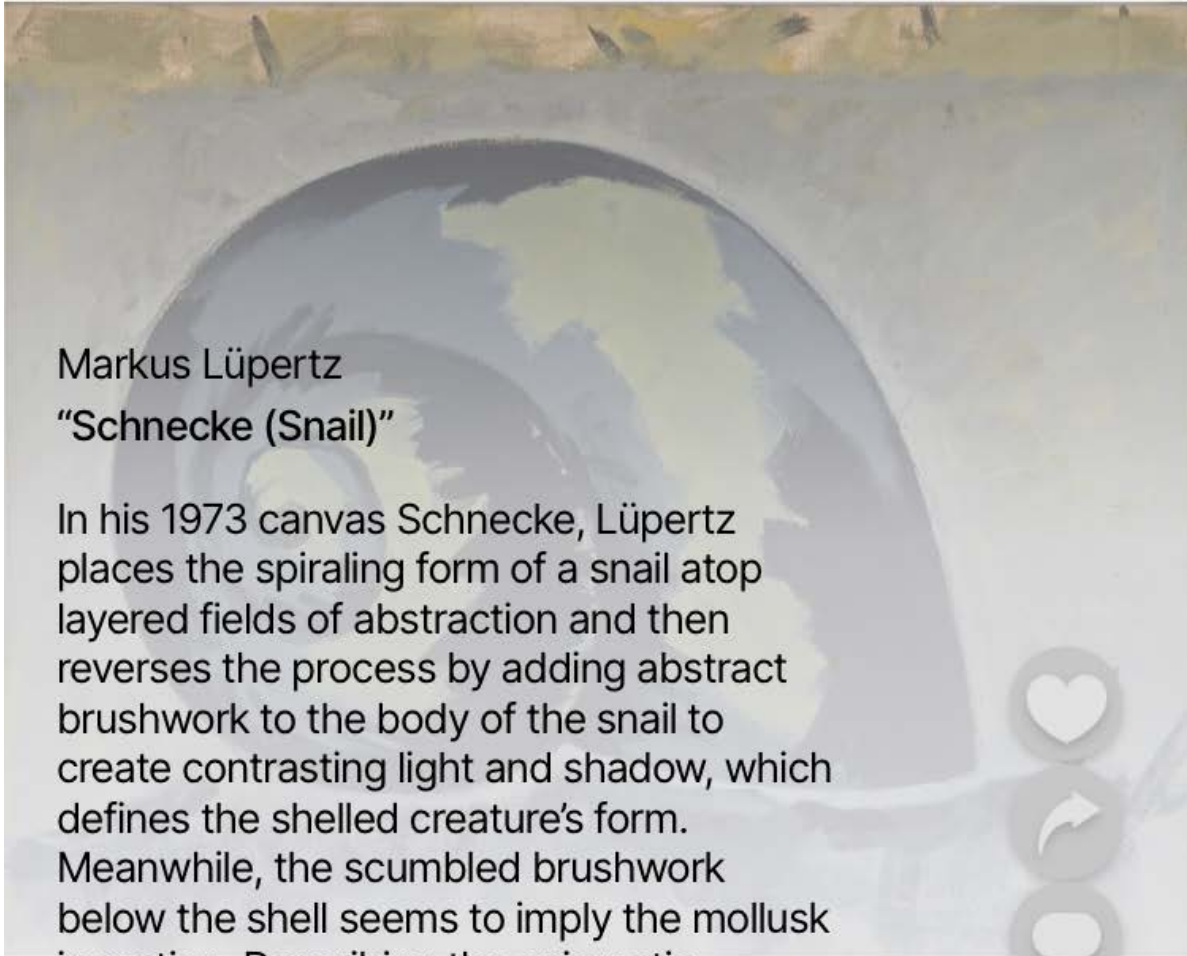 Markus Lüpertz
“Schnecke (Snail)”
In his 1973 canvas Schnecke, Lüpertz
places the spiraling form of a snail atop
layered fields of abstraction and then
reverses the process by adding abstract
brushwork to the body of the snail to
create contrasting light and shadow, which
defines the shelled creature’s form.
Meanwhile, the scumbled brushwork
below the shell seems to imply the mollusk